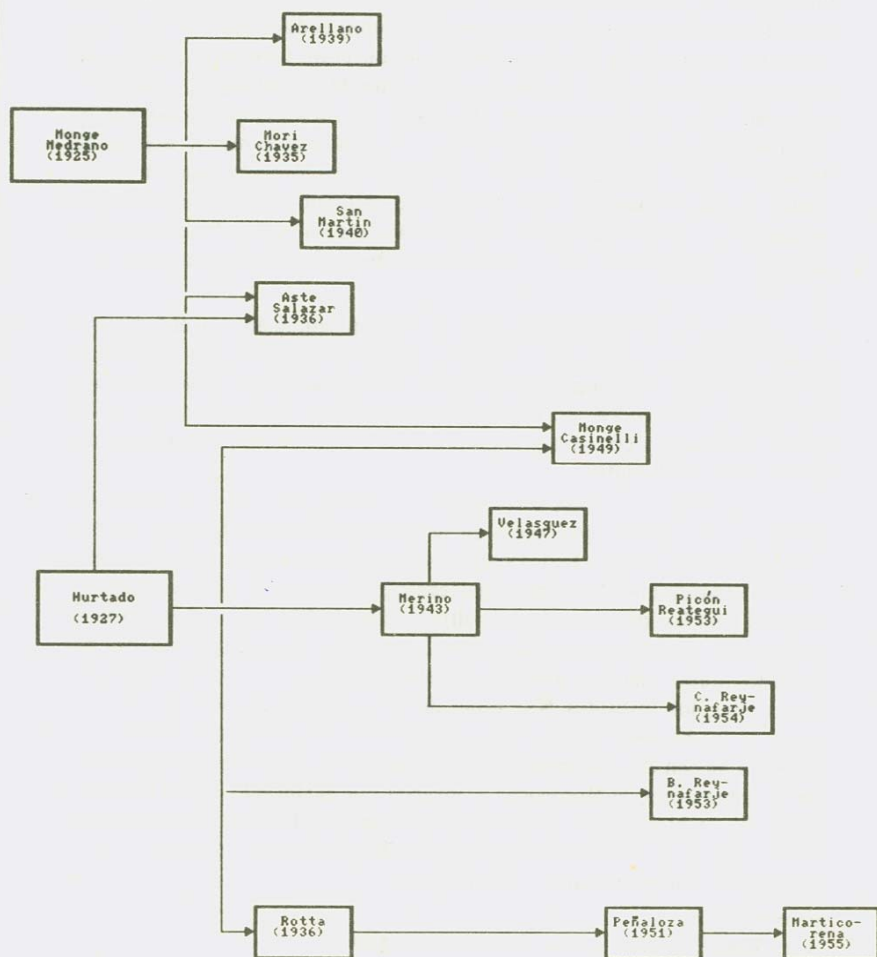 Arellano
(1939)
Monge
Medrano
(1925)
Mori
Chavez
(1935)
San
Martin
(1940)
Aste
Salazar
(1936)
Monge
Casinelli
(1949)
Velasquez
(1947)
Hurtado
(1927)
Merino
(1943)
Picón
Reategui
(1953)
C. Rey-
nafarje
(1954)
B. Rey-
nafarje
(1953)
Rotta
(1936)
Peñaloza
(1951)
Martico-
rena
(1955)